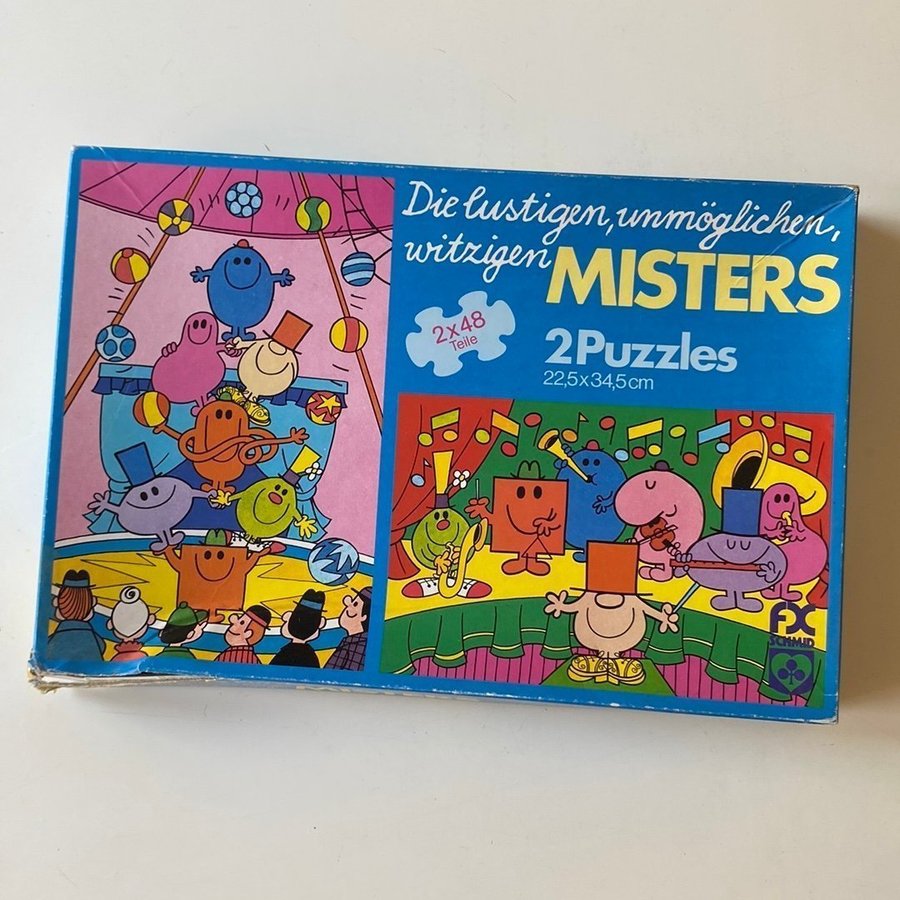 Die lustigen, unmöglichen,
witzigen MISTERS
2x48
Teile
2 Puzzles
22,5x34,5cm
FX
SCHMID